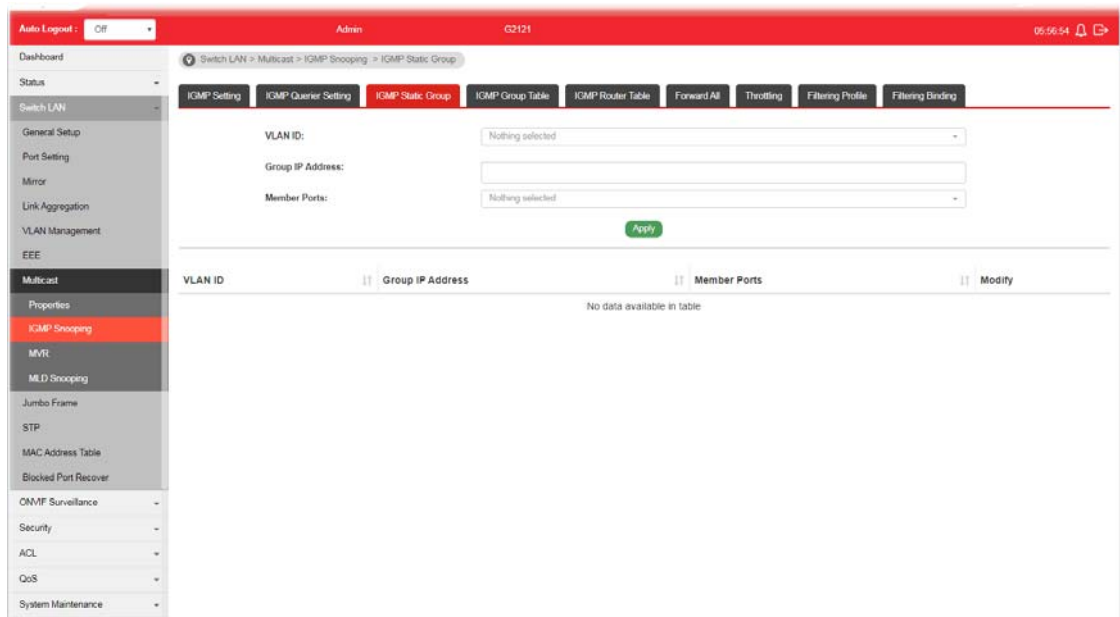 Auto Logout : Off Admin G2121 05:56:54
Dashboard
Status
Switch LAN
General Setup
Port Setting
Mirror
Link Aggregation
VLAN Management
EEE
Multicast
Properties
IGMP Snooping
MVR
MLD Snooping
Jumbo Frame
STP
MAC Address Table
Blocked Port Recover
ONVIF Surveillance
Security
ACL
QoS
System Maintenance
Switch LAN > Multicast > IGMP Snooping > IGMP Static Group
IGMP Setting IGMP Querier Setting IGMP Static Group IGMP Group Table IGMP Router Table Forward All Throttling Filtering Profile Filtering Binding
VLAN ID: Nothing selected
Group IP Address:
Member Ports: Nothing selected
Apply
VLAN ID Group IP Address Member Ports Modify
No data available in table